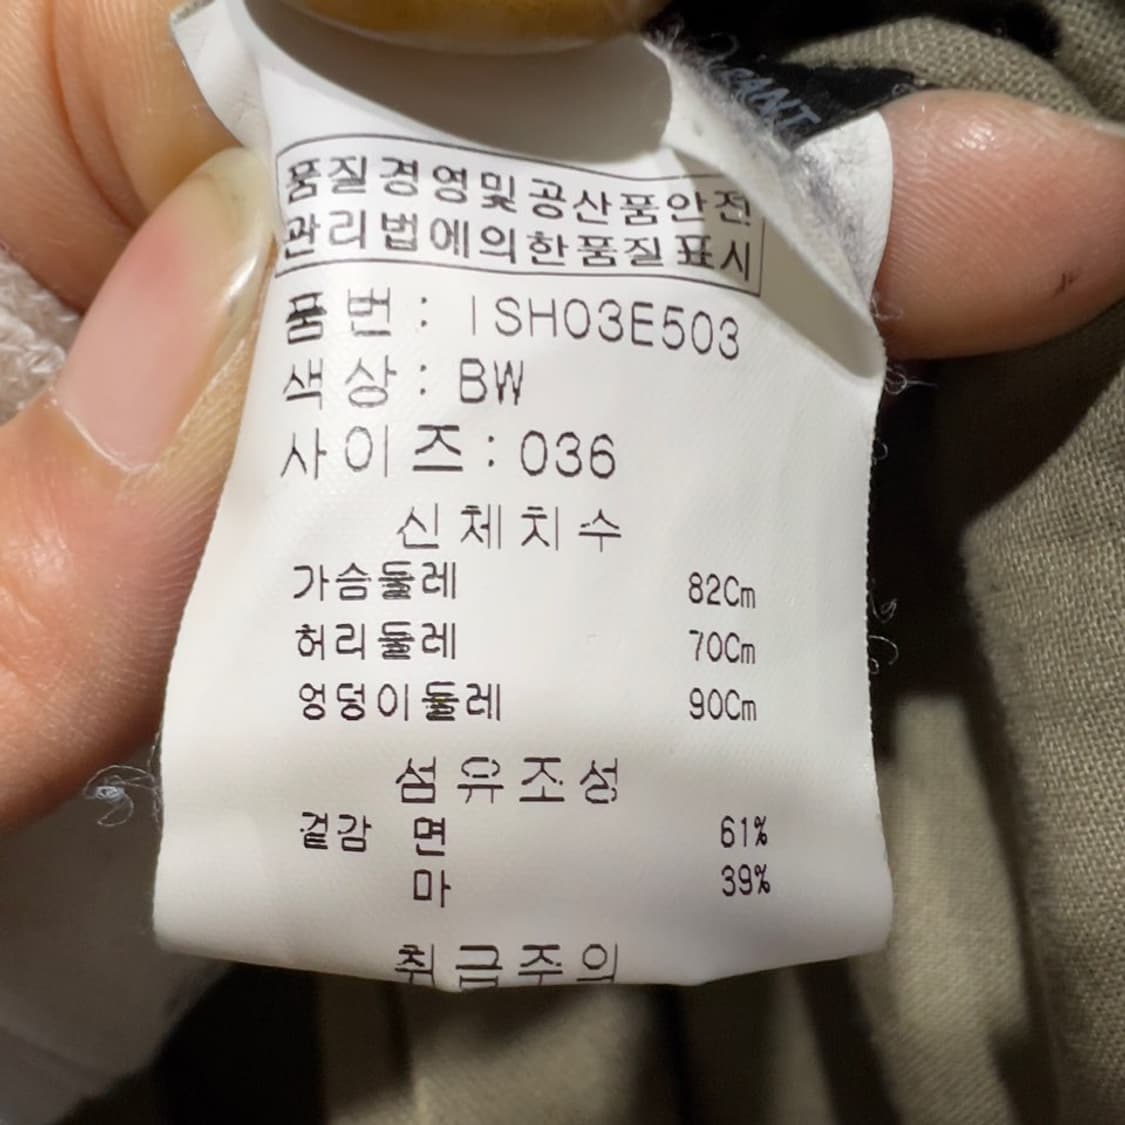 품질경영및공산품안전
관리법에의한품질표시
품번: ISH03E503
색상: BW
사이즈: 036
신체치수
가슴둘레 82Cm
허리둘레 70Cm
엉덩이둘레 90Cm
섬유조성
겉감 면 61%
마 39%
취급주의